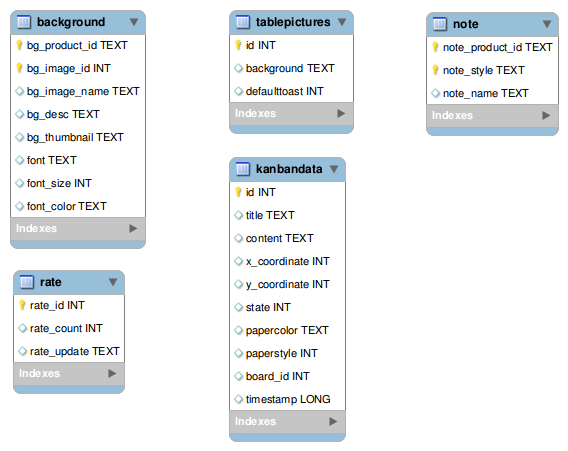 background
bg_product_id TEXT
bg_image_id INT
bg_image_name TEXT
bg_desc TEXT
bg_thumbnail TEXT
font TEXT
font_size INT
font_color TEXT
Indexes
rate
rate_id INT
rate_count INT
rate_update TEXT
Indexes
tablepictures
id INT
background TEXT
defaulttoast INT
Indexes
kanbandata
id INT
title TEXT
content TEXT
x_coordinate INT
y_coordinate INT
state INT
papercolor TEXT
paperstyle INT
board_id INT
timestamp LONG
Indexes
note
note_product_id TEXT
note_style TEXT
note_name TEXT
Indexes